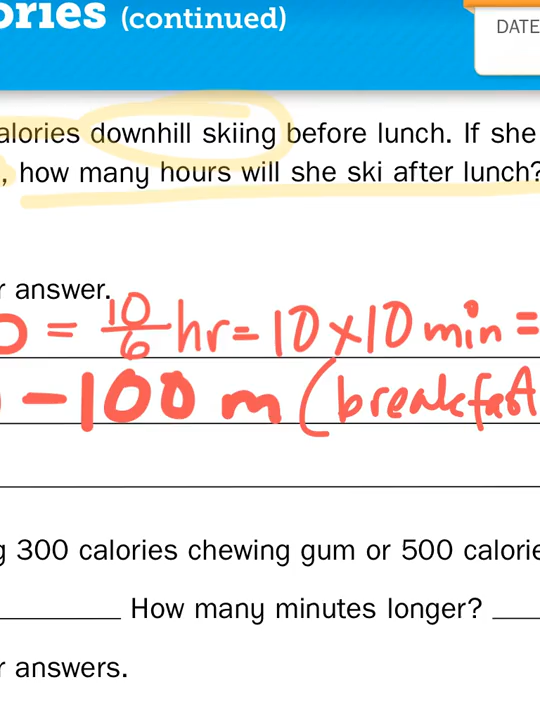 ories (continued)
DATE
alories downhill skiing before lunch. If she
, how many hours will she ski after lunch?
r answer.
0 = 10/6 hr = 10 x 10 min =
- 100 m (breakfast
g 300 calories chewing gum or 500 calorie
How many minutes longer?
r answers.